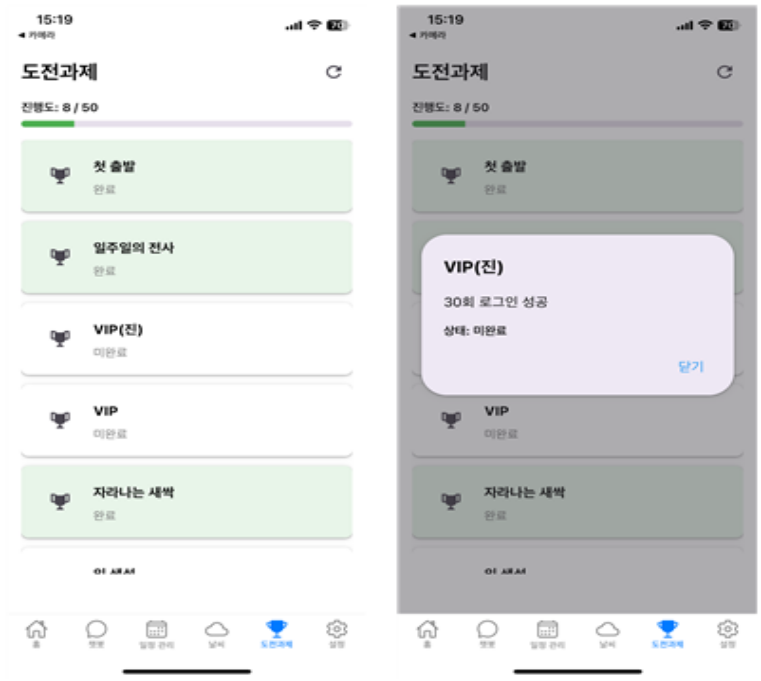 15:19
◀ 카메라
도전과제
진행도: 8 / 50
첫 출발
완료
일주일의 전사
완료
VIP(진)
미완료
VIP
미완료
자라나는 새싹
완료
홈
챗봇
일정 관리
날씨
도전과제
설정
15:19
◀ 카메라
도전과제
진행도: 8 / 50
첫 출발
완료
VIP(진)
30회 로그인 성공
상태: 미완료
닫기
VIP
미완료
자라나는 새싹
완료
홈
챗봇
일정 관리
날씨
도전과제
설정